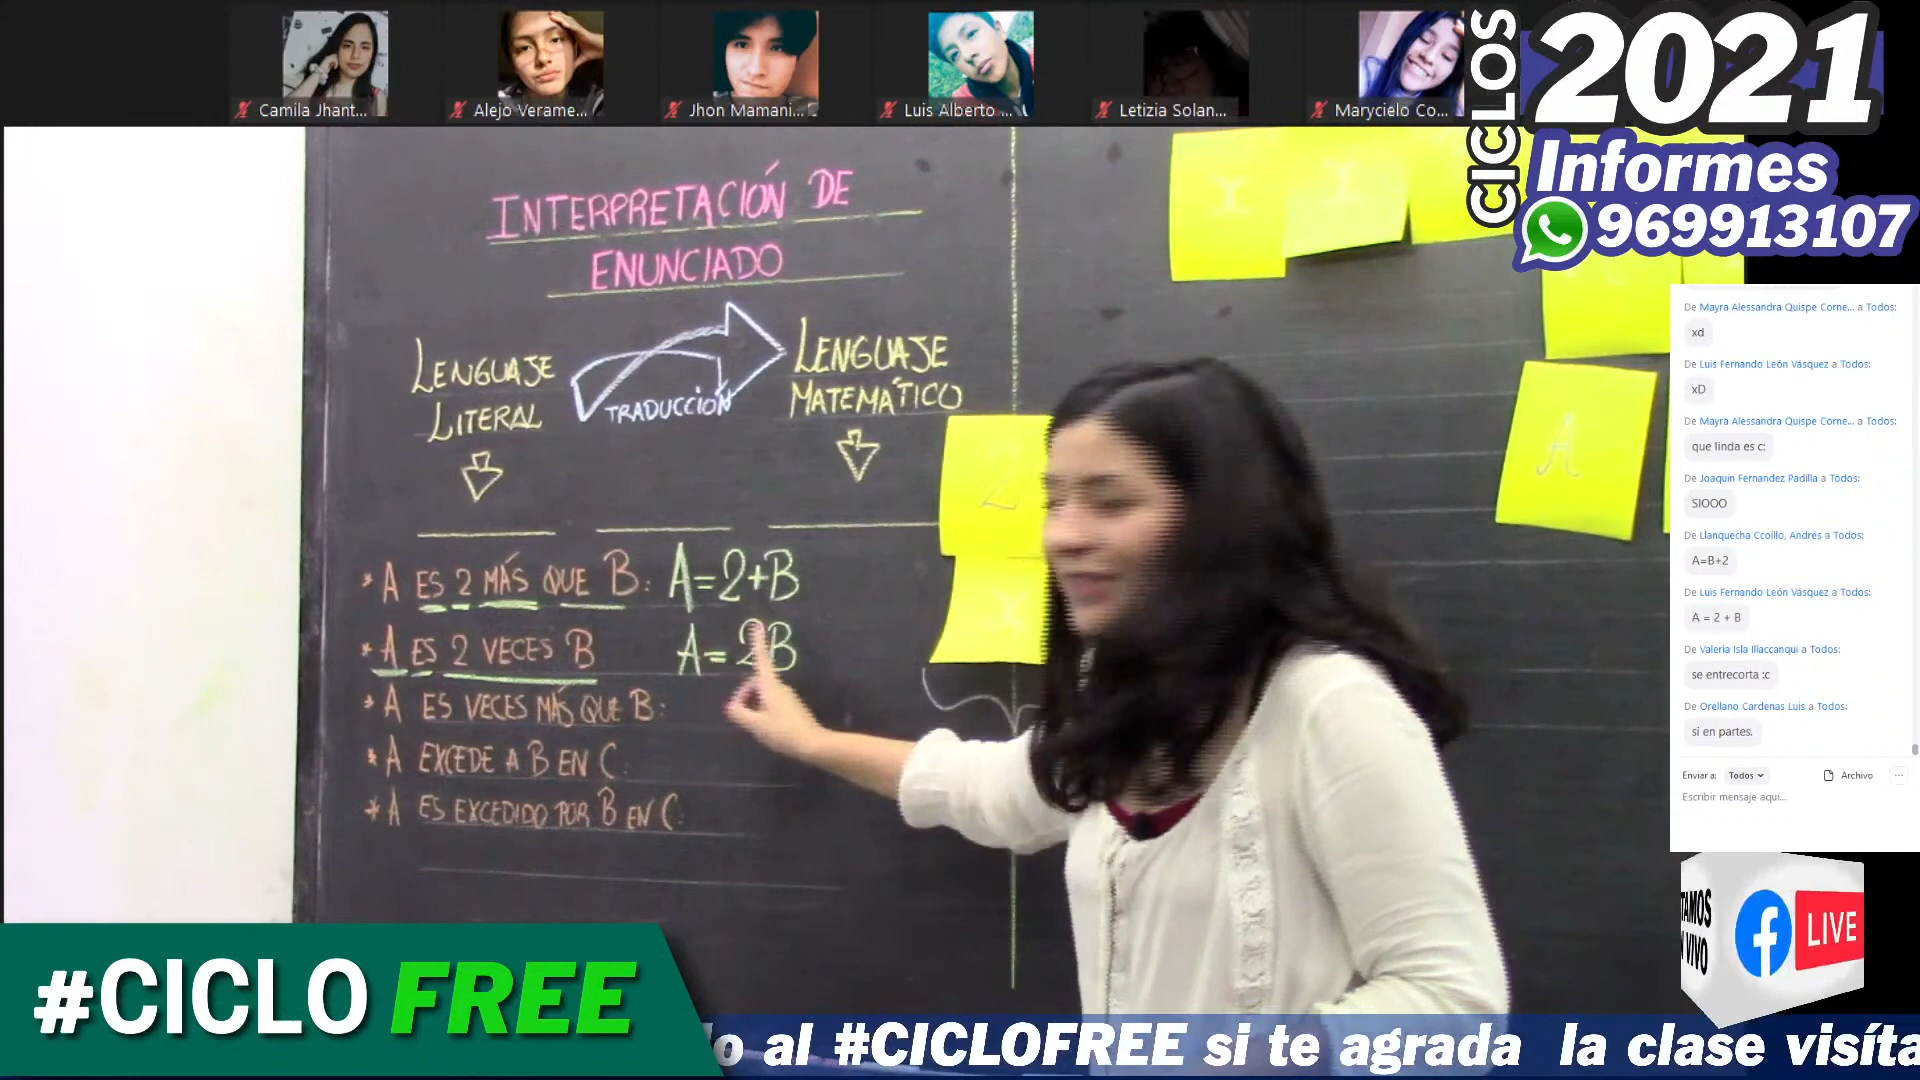 Camila Jhant...
Alejo Verame...
Jhon Mamani...
Luis Alberto ...
Letizia Solan...
Marycielo Co...
CICLOS
2021
Informes
969913107
INTERPRETACIÓN DE
ENUNCIADO
LENGUAJE
LITERAL
TRADUCCIÓN
LENGUAJE
MATEMÁTICO
* A ES 2 MÁS QUE B: A=2+B
* A ES 2 VECES B A=2B
* A ES VECES MÁS QUE B:
* A EXCEDE A B EN C.
* A ES EXCEDIDO POR B EN C:
A
De Mayra Alessandra Quispe Corne... a Todos:
xd
De Luis Fernando León Vásquez a Todos:
xD
De Mayra Alessandra Quispe Corne... a Todos:
que linda es c:
De Joaquin Fernandez Padilla a Todos:
SIOOO
De Llanquecha Ccoillo, Andrés a Todos:
A=B+2
De Luis Fernando León Vásquez a Todos:
A = 2 + B
De Valeria Isla Illaccanqui a Todos:
se entrecorta :c
De Orellano Cardenas Luis a Todos:
si en partes.
Enviar a: Todos
Archivo
...
Escribir mensaje aquí...
TAMOS
N VIVO
f LIVE
#CICLO FREE
o al #CICLOFREE si te agrada la clase visíta